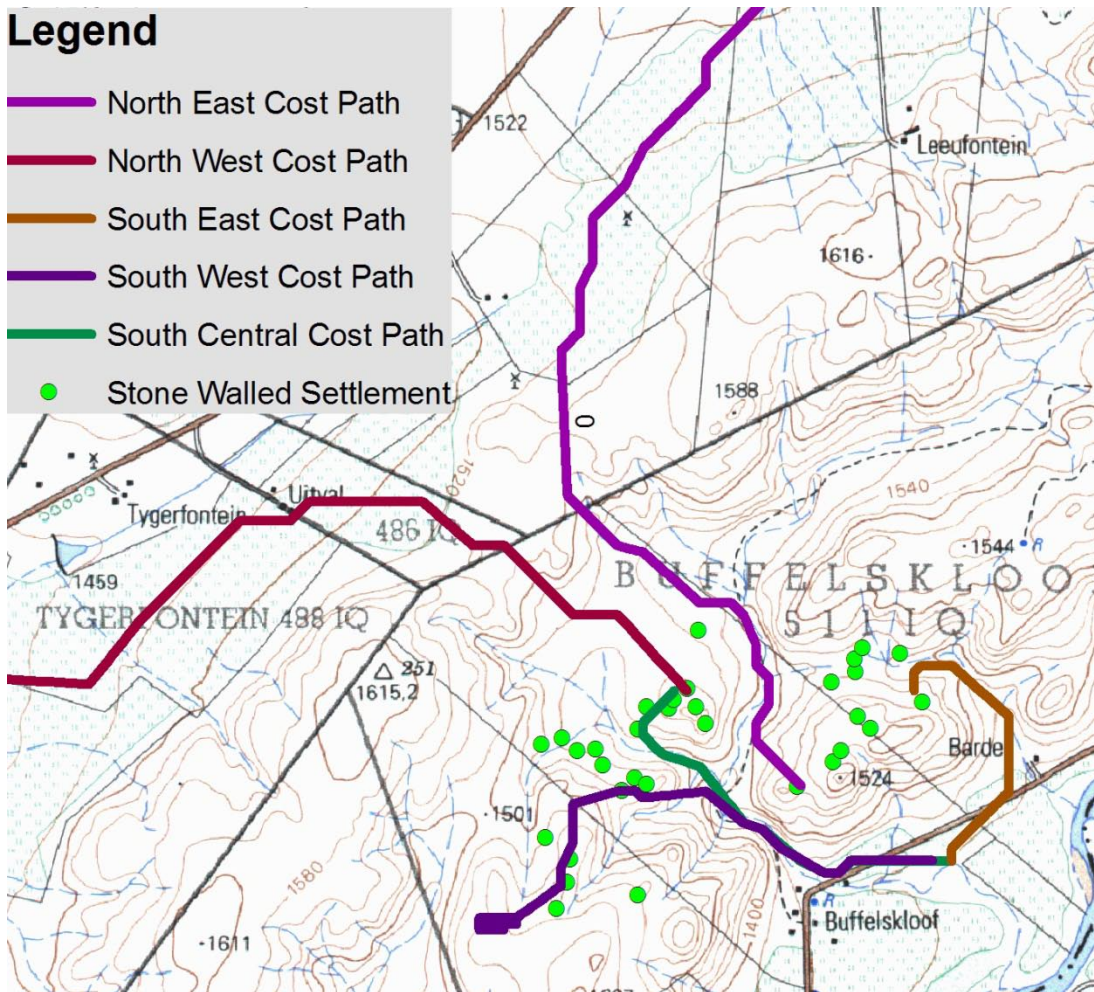 Legend
North East Cost Path
North West Cost Path
South East Cost Path
South West Cost Path
South Central Cost Path
Stone Walled Settlement
1522
Leeufontein
1616
1588
0
1520
1540
Uitval
Tygerfontein
486 IQ
1544 R
1459
BUFFELSKLOO
511 IQ
TYGERFONTEIN 488 IQ
251
1615,2
Barde
1524
1501
1580
1400
R
Buffelskloof
1611